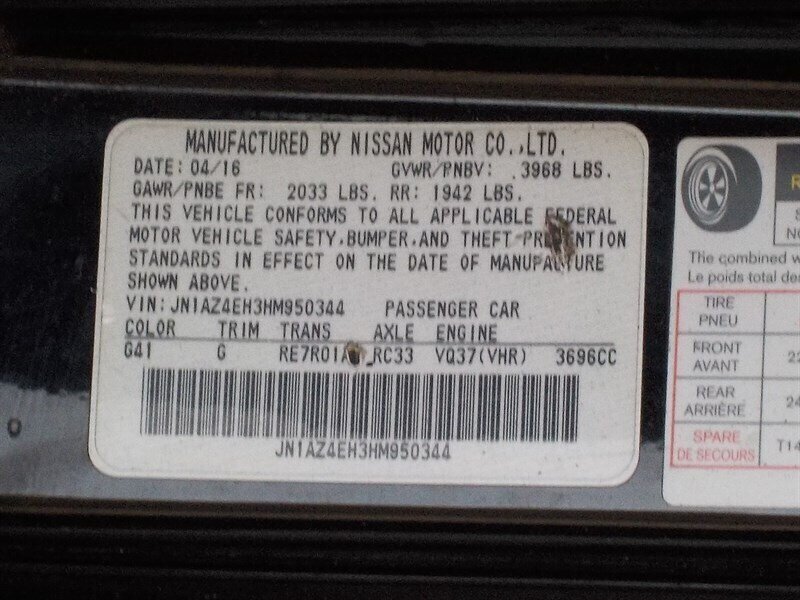 MANUFACTURED BY NISSAN MOTOR CO.,LTD.
DATE: 04/16 GVWR/PNBV: 3968 LBS.
GAWR/PNBE FR: 2033 LBS. RR: 1942 LBS.
THIS VEHICLE CONFORMS TO ALL APPLICABLE FEDERAL
MOTOR VEHICLE SAFETY,BUMPER,AND THEFT PREVENTION
STANDARDS IN EFFECT ON THE DATE OF MANUFACTURE
SHOWN ABOVE.
VIN: JN1AZ4EH3HM950344 PASSENGER CAR
COLOR TRIM TRANS AXLE ENGINE
G41 G RE7R01A RC33 VQ37(VHR) 3696CC
JN1AZ4EH3HM950344
The combined
Le poids total
TIRE
PNEU
FRONT
AVANT
REAR
ARRIÈRE
SPARE
DE SECOURS